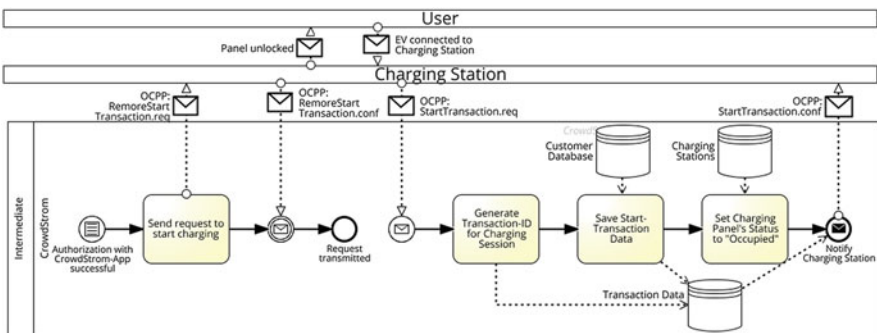 User
Panel unlocked
EV connected to
Charging Station
Charging Station
OCPP:
RemoreStart
Transaction.req
OCPP:
RemoreStart
Transaction.conf
OCPP:
StartTransaction.req
OCPP:
StartTransaction.conf
Intermediate
CrowdStrom
CrowdS
Customer
Database
Charging
Stations
Authorization with
CrowdStrom-App
successful
Send request to
start charging
Request
transmitted
Generate
Transaction-ID
for Charging
Session
Save Start-
Transaction
Data
Set Charging
Panel's Status
to "Occupied"
Notify
Charging Station
Transaction Data